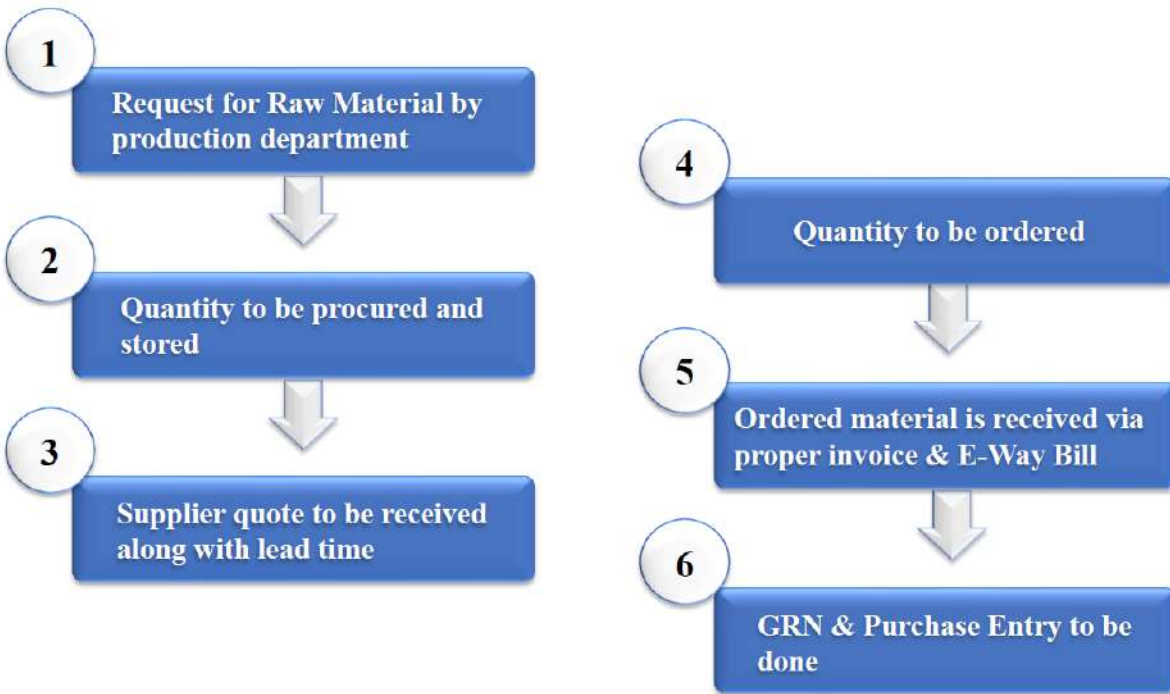 1
Request for Raw Material by
production department
2
Quantity to be procured and
stored
3
Supplier quote to be received
along with lead time
4
Quantity to be ordered
5
Ordered material is received via
proper invoice & E-Way Bill
6
GRN & Purchase Entry to be
done